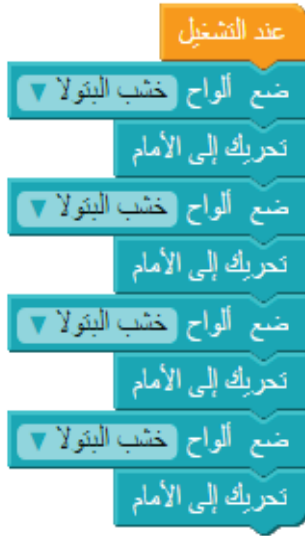 عند التشغيل
ضع ألواح خشب البتولا
تحريك إلى الأمام
ضع ألواح خشب البتولا
تحريك إلى الأمام
ضع ألواح خشب البتولا
تحريك إلى الأمام
ضع ألواح خشب البتولا
تحريك إلى الأمام